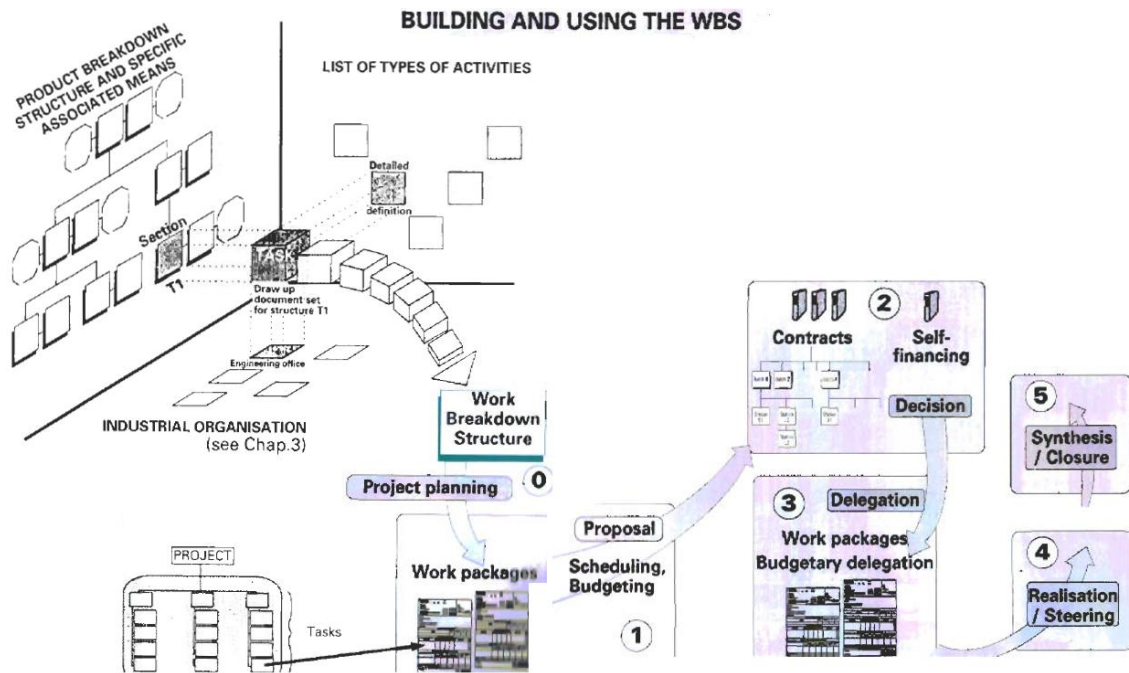 BUILDING AND USING THE WBS
PRODUCT BREAKDOWN
STRUCTURE AND SPECIFIC
ASSOCIATED MEANS
LIST OF TYPES OF ACTIVITIES
Detailed
definition
Section
T1
TASK
Draw up
document set
for structure T1
Engineering office
INDUSTRIAL ORGANISATION
(see Chap.3)
Work
Breakdown
Structure
Project planning
0
PROJECT
Tasks
Work packages
Proposal
Scheduling,
Budgeting
1
2
Contracts
Self-
financing
Decision
3
Delegation
Work packages
Budgetary delegation
4
Realisation
/ Steering
5
Synthesis
/ Closure